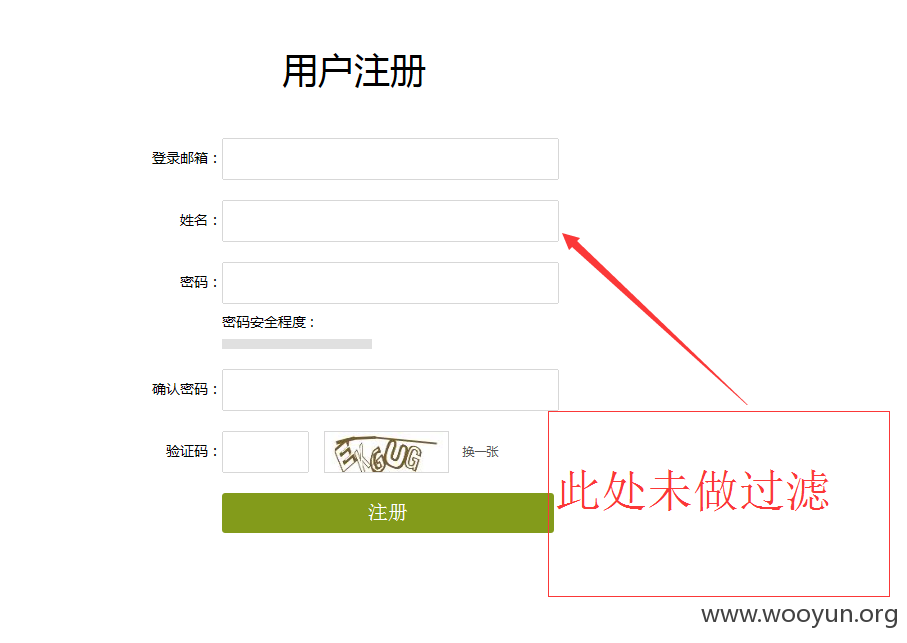 用户注册
登录邮箱：
姓名：
密码：
密码安全程度：
确认密码：
验证码：
换一张
注册
此处未做过滤
www.wooyun.org